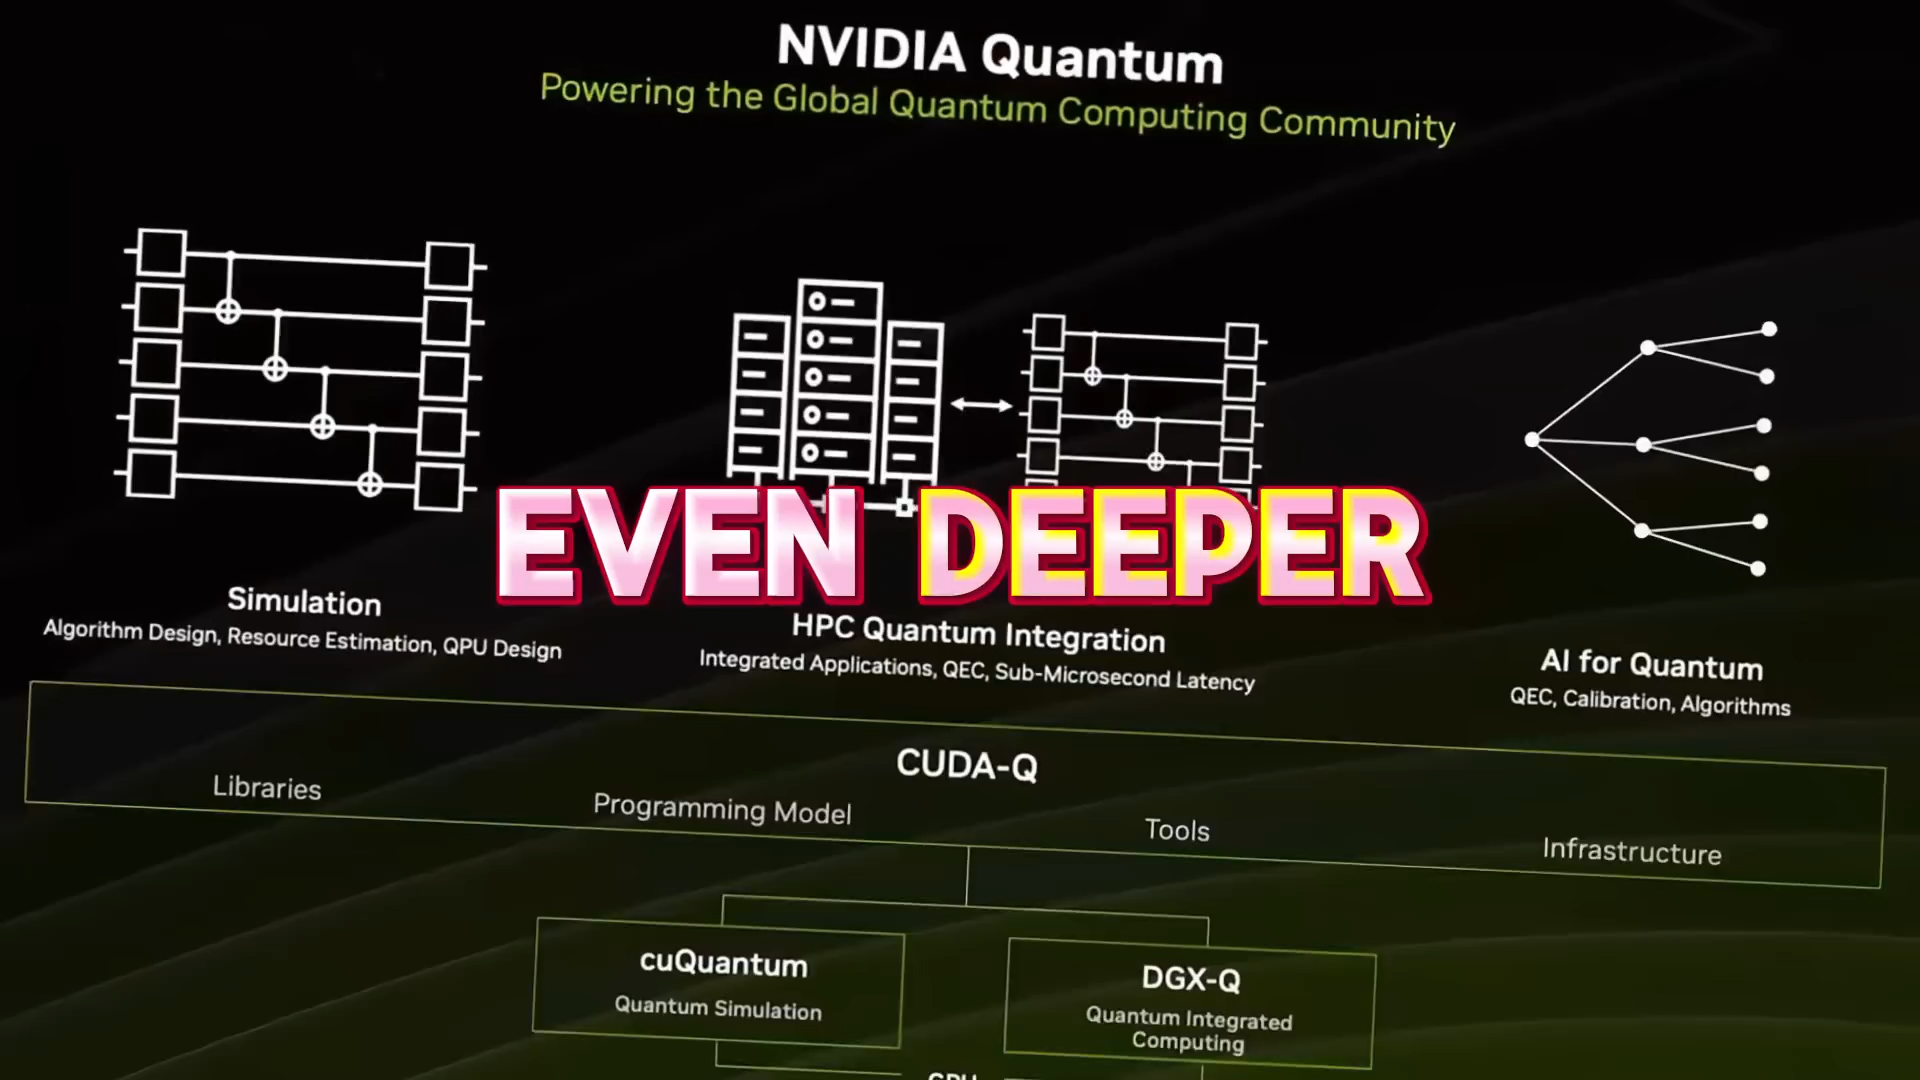 NVIDIA Quantum
Powering the Global Quantum Computing Community
EVEN DEEPER
Simulation
Algorithm Design, Resource Estimation, QPU Design
HPC Quantum Integration
Integrated Applications, QEC, Sub-Microsecond Latency
AI for Quantum
QEC, Calibration, Algorithms
CUDA-Q
Libraries
Programming Model
Tools
Infrastructure
cuQuantum
Quantum Simulation
DGX-Q
Quantum Integrated
Computing